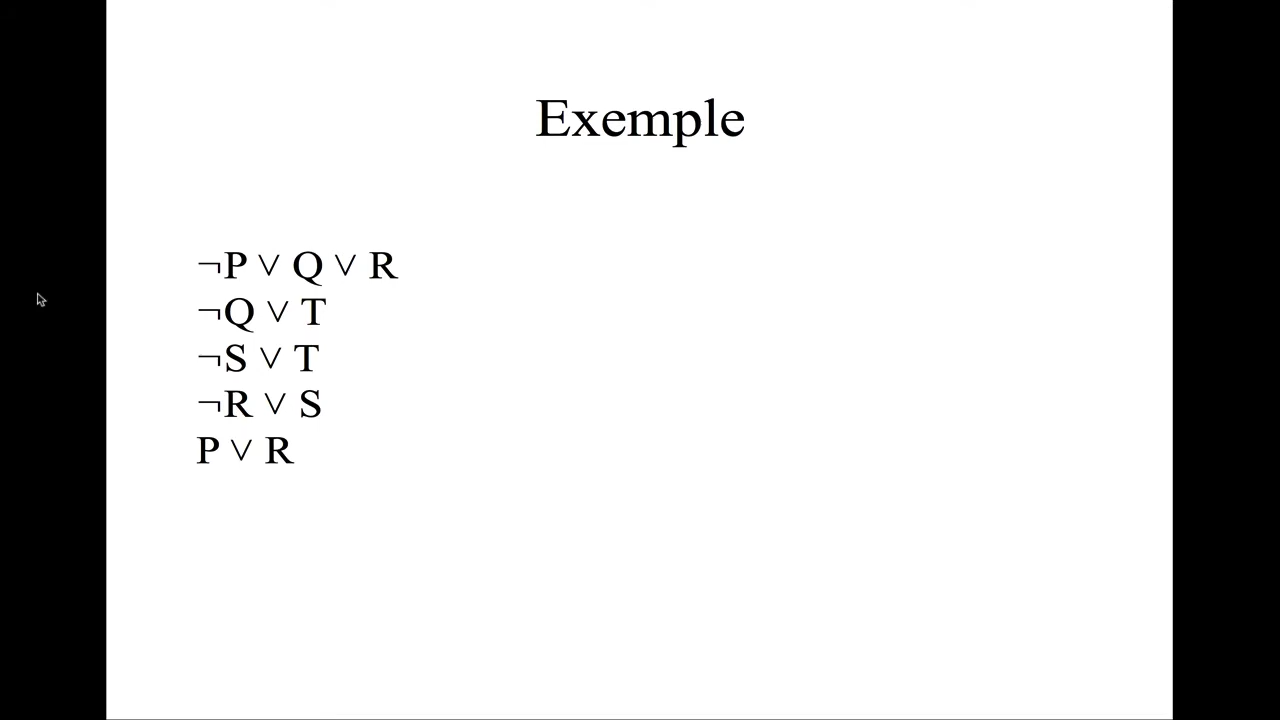 Exemple
¬P ∨ Q ∨ R
¬Q ∨ T
¬S ∨ T
¬R ∨ S
P ∨ R